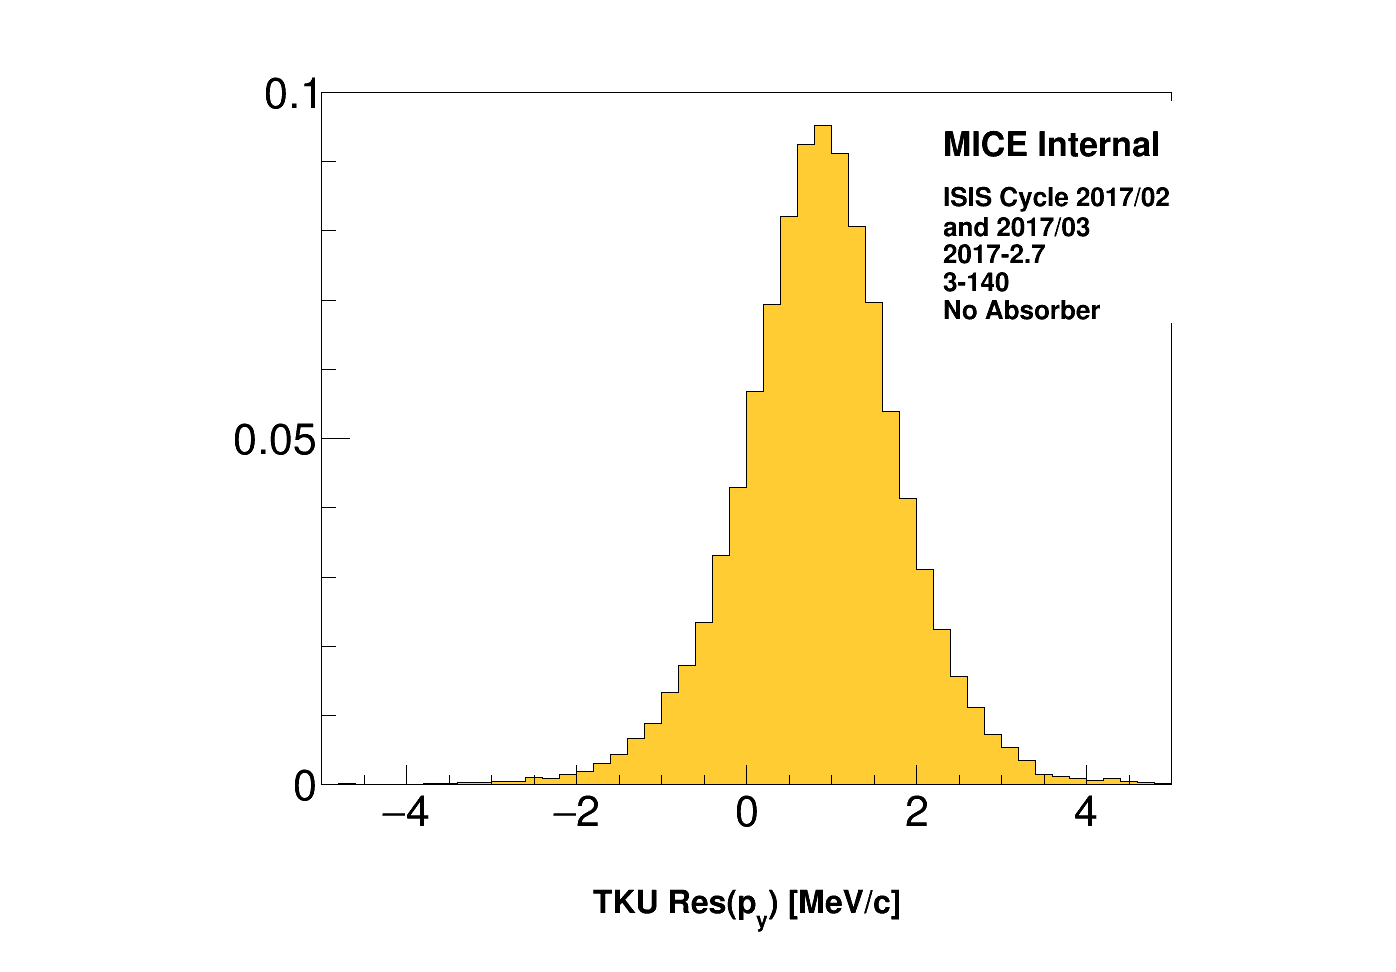 0.1
MICE Internal
ISIS Cycle 2017/02
and 2017/03
2017-2.7
3-140
No Absorber
0.05
0
−4 −2 0 2 4
TKU Res(py) [MeV/c]